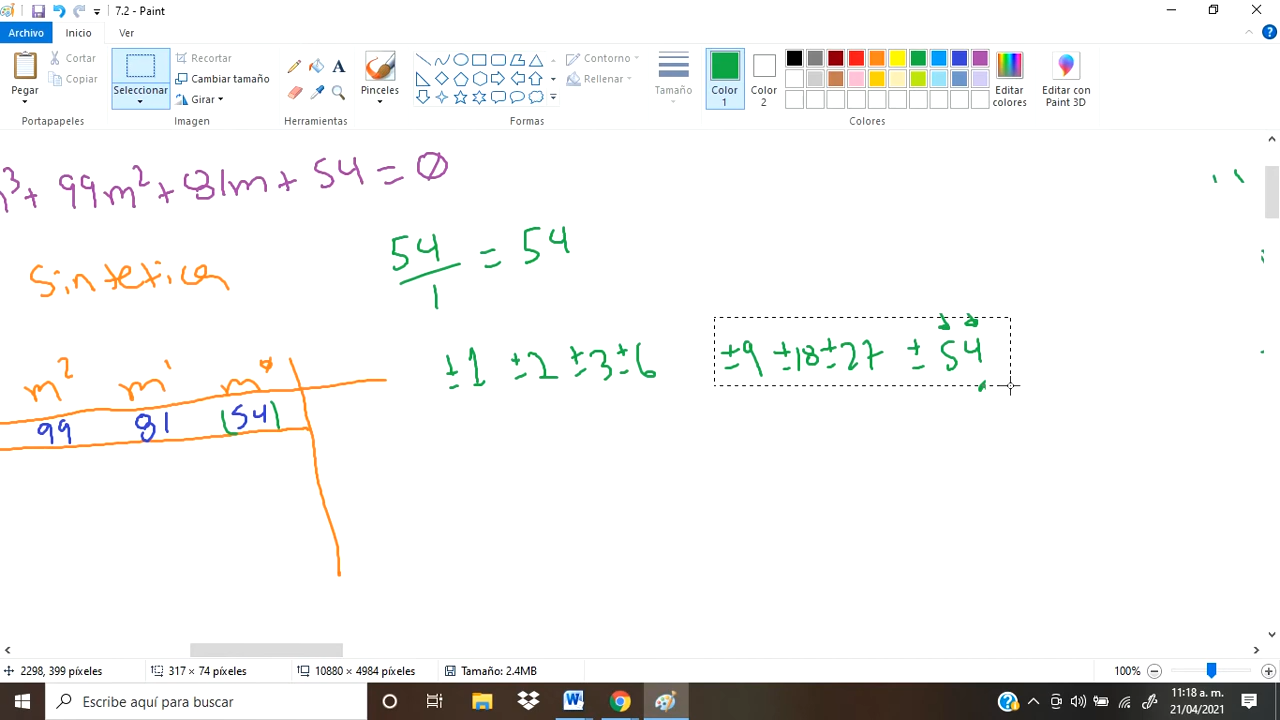 7.2 - Paint
Archivo Inicio Ver
Pegar
Cortar
Copiar
Portapapeles
Seleccionar
Recortar
Cambiar tamaño
Girar
Imagen
Herramientas
Pinceles
Contorno
Rellenar
Formas
Tamaño
Color 1
Color 2
Editar colores
Editar con Paint 3D
Colores
³+ 99m² + 81m + 54 = 0
Sintetica
54/1 = 54
±1 ±2 ±3 ±6 ±9 ±18 ±27 ± 54
m² m¹ m⁰
99 81 (54)
2298, 399 píxeles 317 × 74 píxeles 10880 × 4984 píxeles Tamaño: 2.4MB 100%
Escribe aquí para buscar
11:18 a. m.
21/04/2021